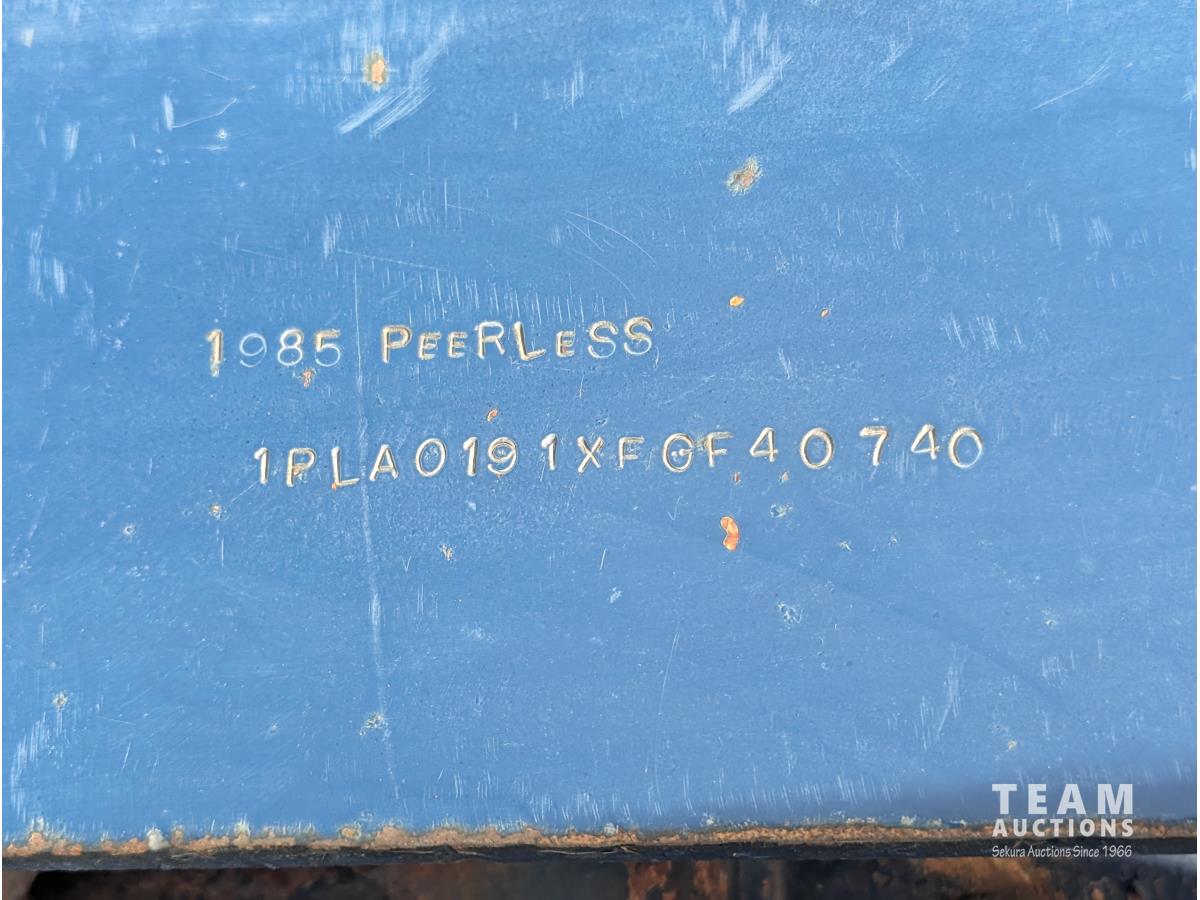 1985 PEERLESS
1PLA0191XFGF40740
TEAM
AUCTIONS
Sekura Auctions Since 1966